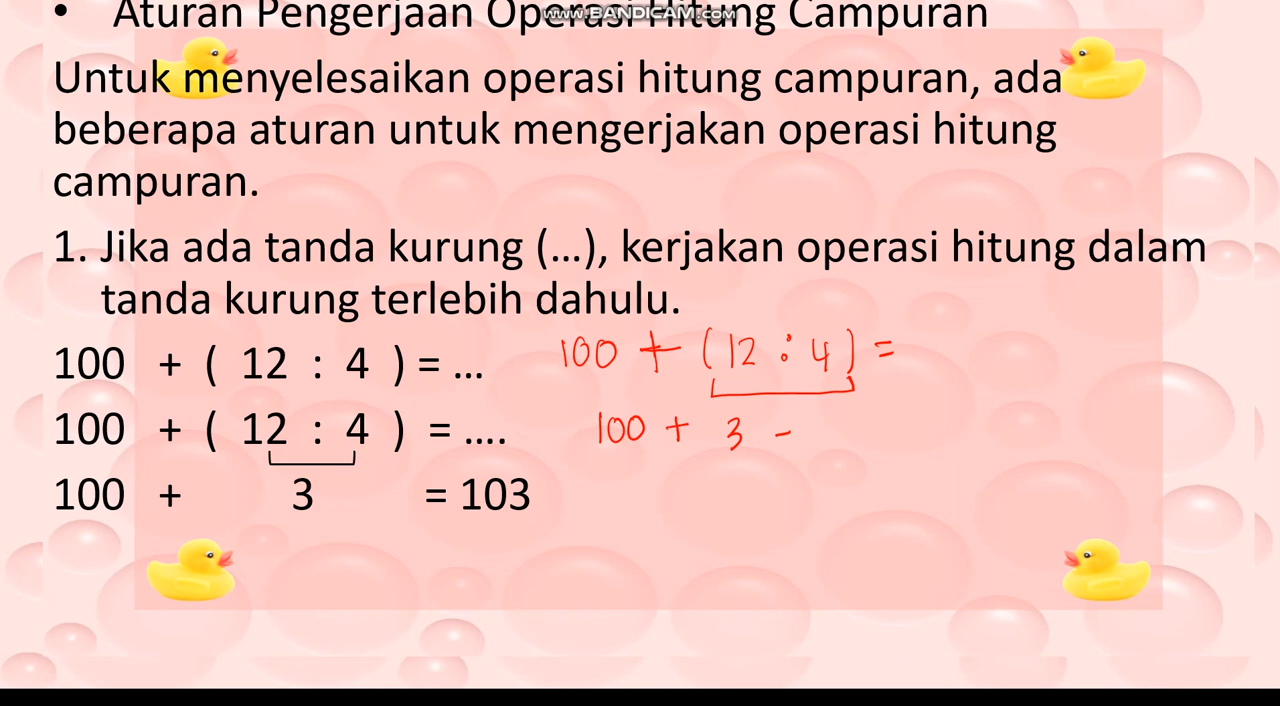 www.BANDICAM.com
• Aturan Pengerjaan Operasi Hitung Campuran
Untuk menyelesaikan operasi hitung campuran, ada
beberapa aturan untuk mengerjakan operasi hitung
campuran.
1. Jika ada tanda kurung (...), kerjakan operasi hitung dalam
tanda kurung terlebih dahulu.
100 + ( 12 : 4 ) = ...
100 + ( 12 : 4 ) = ....
100 + 3 = 103
100 + (12 : 4) =
100 + 3 -